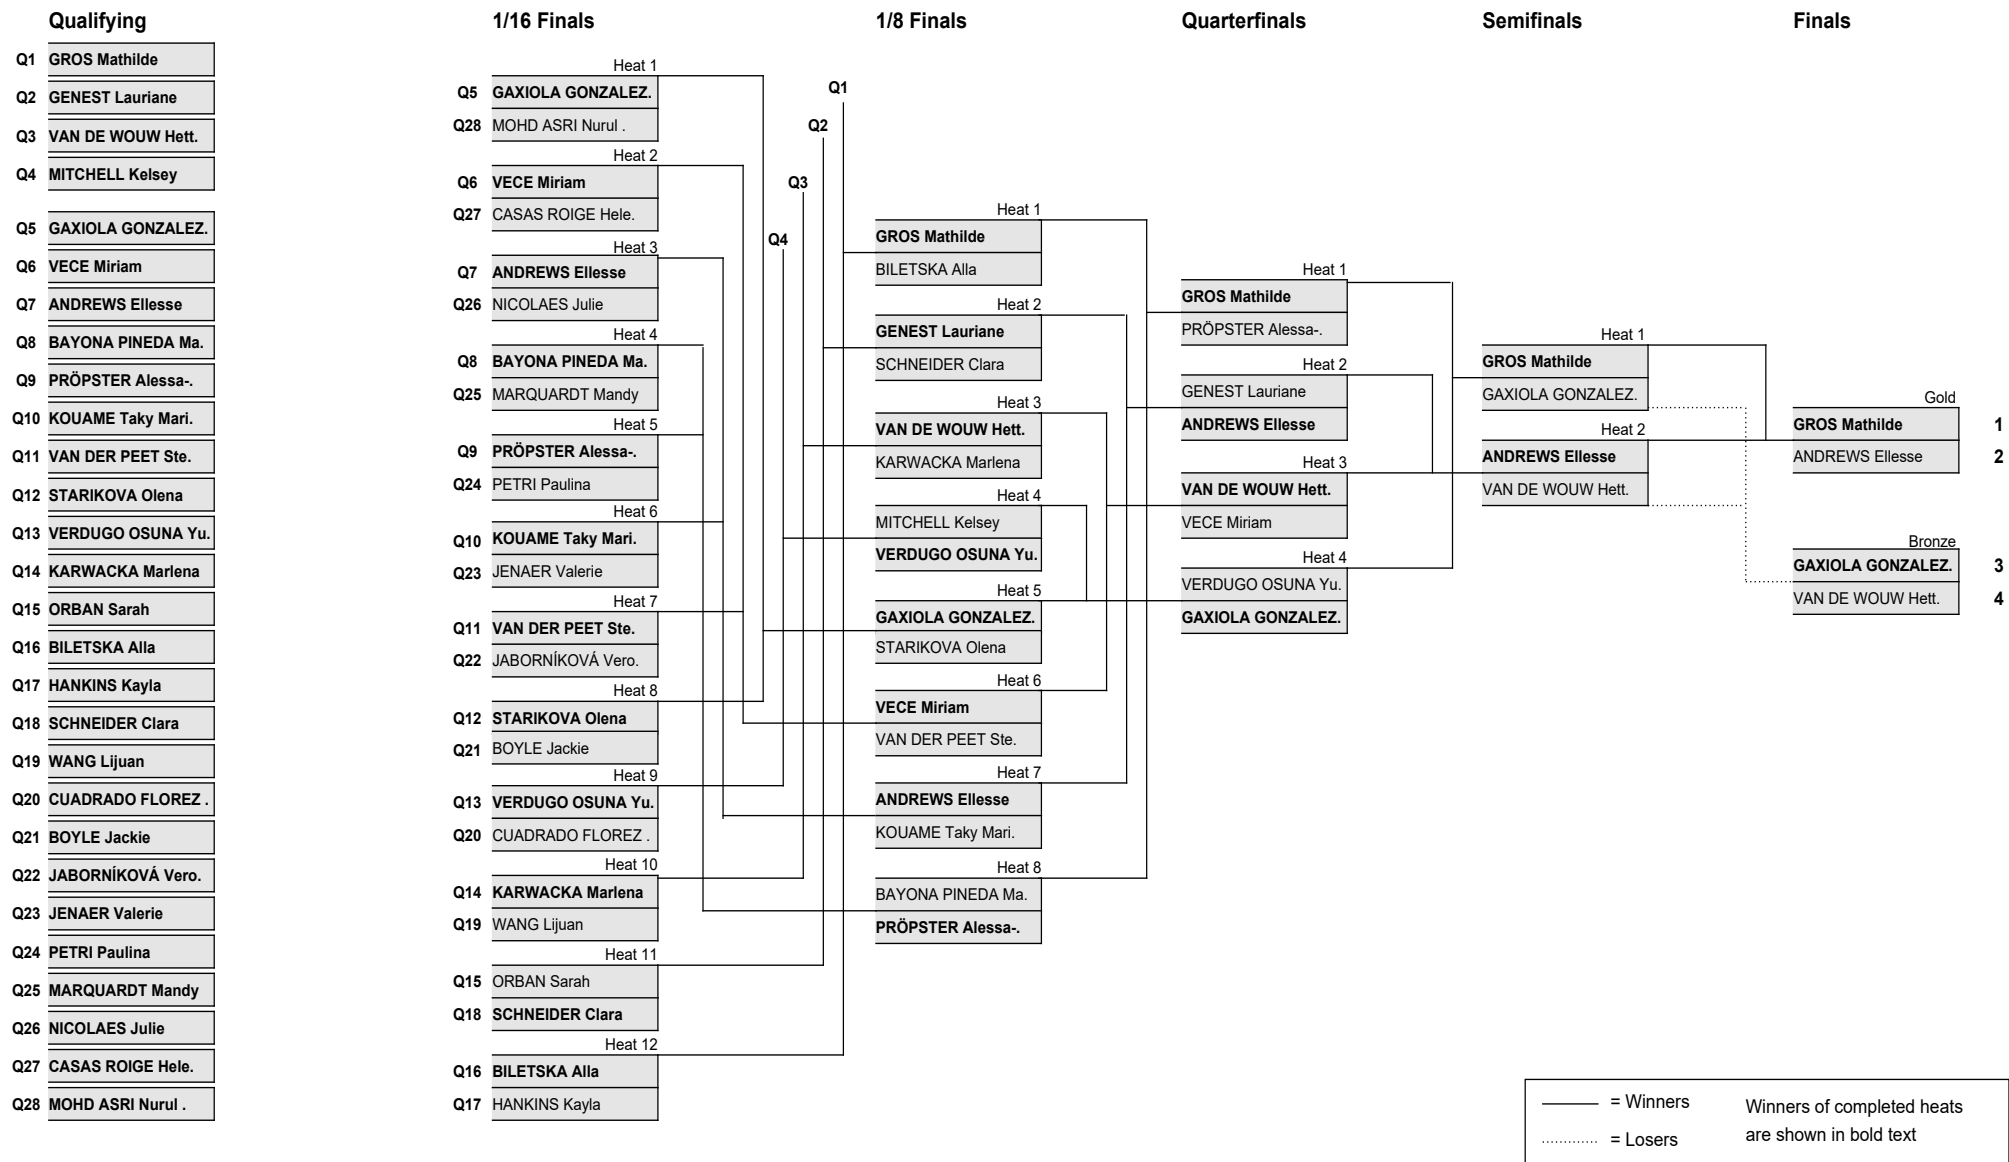 Qualifying
Q1 GROS Mathilde
Q2 GENEST Lauriane
Q3 VAN DE WOUW Hett.
Q4 MITCHELL Kelsey
Q5 GAXIOLA GONZALEZ.
Q6 VECE Miriam
Q7 ANDREWS Ellesse
Q8 BAYONA PINEDA Ma.
Q9 PRÖPSTER Alessa-.
Q10 KOUAME Taky Mari.
Q11 VAN DER PEET Ste.
Q12 STARIKOVA Olena
Q13 VERDUGO OSUNA Yu.
Q14 KARWACKA Marlena
Q15 ORBAN Sarah
Q16 BILETSKA Alla
Q17 HANKINS Kayla
Q18 SCHNEIDER Clara
Q19 WANG Lijuan
Q20 CUADRADO FLOREZ .
Q21 BOYLE Jackie
Q22 JABORNÍKOVÁ Vero.
Q23 JENAER Valerie
Q24 PETRI Paulina
Q25 MARQUARDT Mandy
Q26 NICOLAES Julie
Q27 CASAS ROIGE Hele.
Q28 MOHD ASRI Nurul .
1/16 Finals
Heat 1
Q5 GAXIOLA GONZALEZ.
Q28 MOHD ASRI Nurul .
Heat 2
Q6 VECE Miriam
Q27 CASAS ROIGE Hele.
Heat 3
Q7 ANDREWS Ellesse
Q26 NICOLAES Julie
Heat 4
Q8 BAYONA PINEDA Ma.
Q25 MARQUARDT Mandy
Heat 5
Q9 PRÖPSTER Alessa-.
Q24 PETRI Paulina
Heat 6
Q10 KOUAME Taky Mari.
Q23 JENAER Valerie
Heat 7
Q11 VAN DER PEET Ste.
Q22 JABORNÍKOVÁ Vero.
Heat 8
Q12 STARIKOVA Olena
Q21 BOYLE Jackie
Heat 9
Q13 VERDUGO OSUNA Yu.
Q20 CUADRADO FLOREZ .
Heat 10
Q14 KARWACKA Marlena
Q19 WANG Lijuan
Heat 11
Q15 ORBAN Sarah
Q18 SCHNEIDER Clara
Heat 12
Q16 BILETSKA Alla
Q17 HANKINS Kayla
Q1
Q2
Q3
Q4
1/8 Finals
Heat 1
GROS Mathilde
BILETSKA Alla
Heat 2
GENEST Lauriane
SCHNEIDER Clara
Heat 3
VAN DE WOUW Hett.
KARWACKA Marlena
Heat 4
MITCHELL Kelsey
VERDUGO OSUNA Yu.
Heat 5
GAXIOLA GONZALEZ.
STARIKOVA Olena
Heat 6
VECE Miriam
VAN DER PEET Ste.
Heat 7
ANDREWS Ellesse
KOUAME Taky Mari.
Heat 8
BAYONA PINEDA Ma.
PRÖPSTER Alessa-.
Quarterfinals
Heat 1
GROS Mathilde
PRÖPSTER Alessa-.
Heat 2
GENEST Lauriane
ANDREWS Ellesse
Heat 3
VAN DE WOUW Hett.
VECE Miriam
Heat 4
VERDUGO OSUNA Yu.
GAXIOLA GONZALEZ.
Semifinals
Heat 1
GROS Mathilde
GAXIOLA GONZALEZ.
Heat 2
ANDREWS Ellesse
VAN DE WOUW Hett.
Finals
Gold
GROS Mathilde 1
ANDREWS Ellesse 2
Bronze
GAXIOLA GONZALEZ. 3
VAN DE WOUW Hett. 4
= Winners
= Losers
Winners of completed heats
are shown in bold text